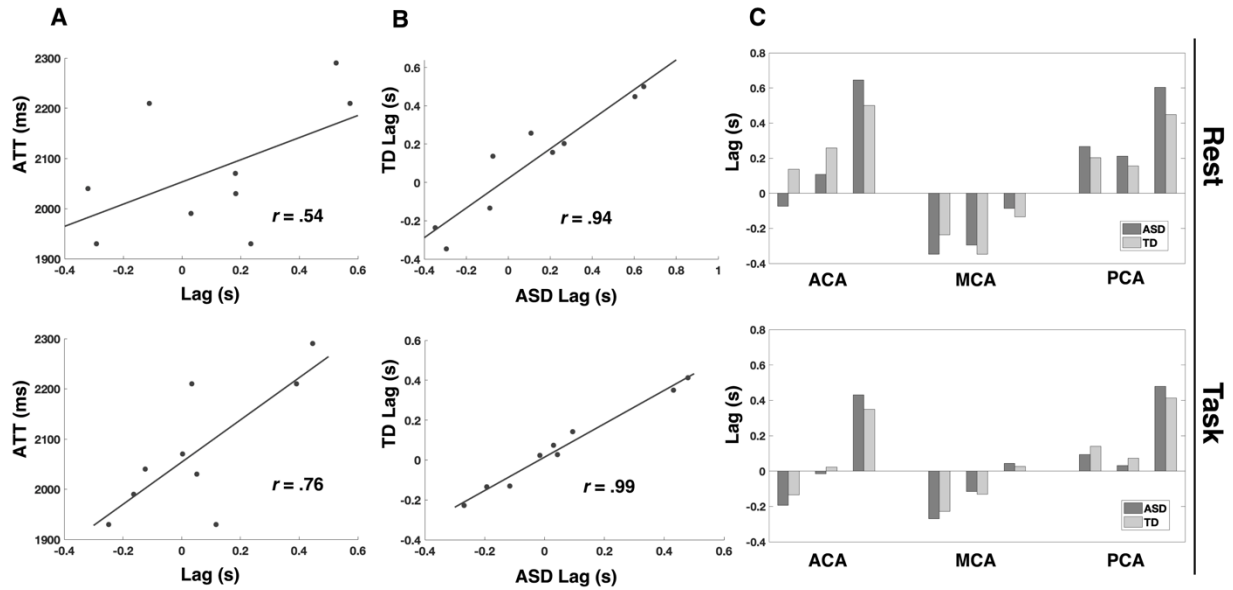 A
B
C
2300
2200
2100
2000
1900
ATT (ms)
-0.4 -0.2 0 0.2 0.4 0.6
Lag (s)
r = .54
0.6
0.4
0.2
0
-0.2
-0.4
TD Lag (s)
-0.4 -0.2 0 0.2 0.4 0.6 0.8 1
ASD Lag (s)
r = .94
0.8
0.6
0.4
0.2
0
-0.2
-0.4
Lag (s)
ASD
TD
ACA MCA PCA
Rest
2300
2200
2100
2000
1900
ATT (ms)
-0.4 -0.2 0 0.2 0.4 0.6
Lag (s)
r = .76
0.6
0.4
0.2
0
-0.2
-0.4
TD Lag (s)
-0.4 -0.2 0 0.2 0.4 0.6
ASD Lag (s)
r = .99
0.8
0.6
0.4
0.2
0
-0.2
-0.4
Lag (s)
ASD
TD
ACA MCA PCA
Task